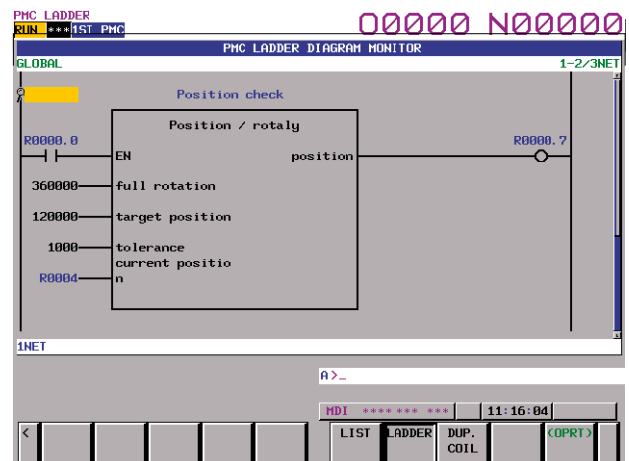 PMC LADDER
RUN ***1ST PMC
O0000 N00000
PMC LADDER DIAGRAM MONITOR
GLOBAL 1-2/3NET
Position check
Position / rotaly
R0000.0 R0000.7
EN position
360000 full rotation
120000 target position
1000 tolerance
current positio
R0004 n
1NET
A>_
MDI **** *** *** 11:16:04
< LIST LADDER DUP. COIL (OPRT)